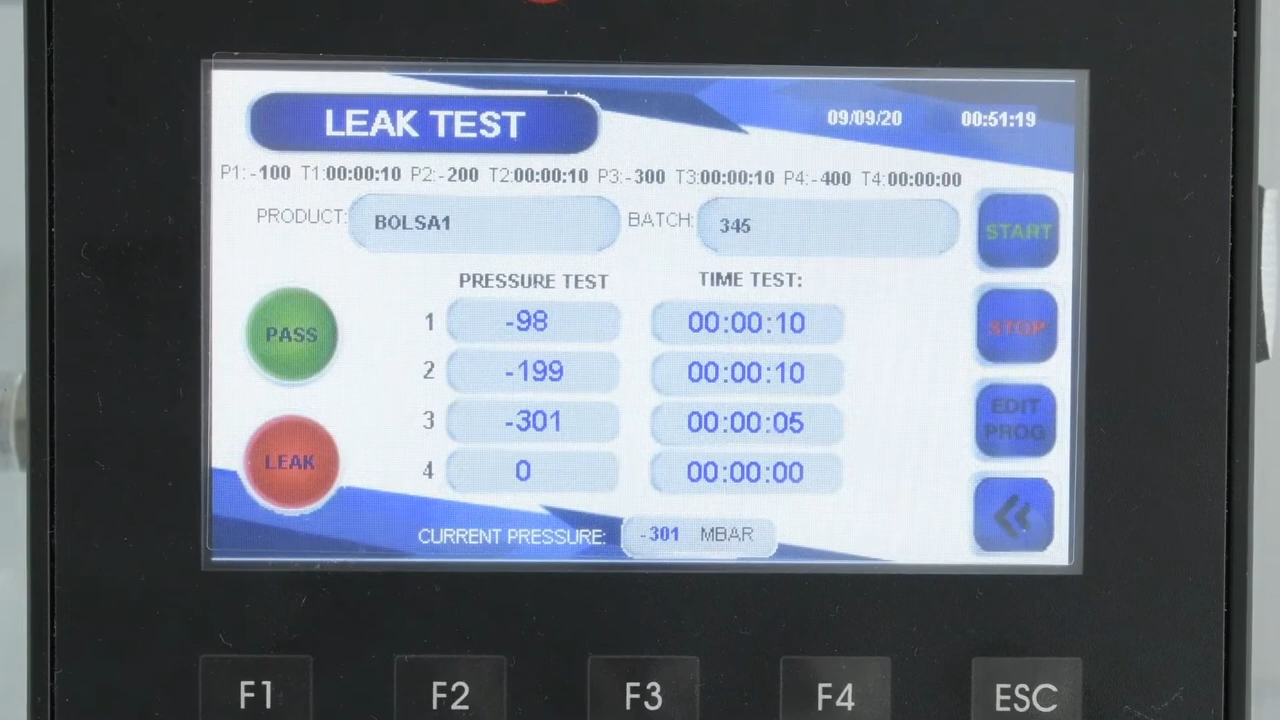 LEAK TEST 09/09/20 00:51:19
P1:-100 T1:00:00:10 P2:-200 T2:00:00:10 P3:-300 T3:00:00:10 P4:-400 T4:00:00:00
PRODUCT: BOLSA1 BATCH: 345 START
PRESSURE TEST TIME TEST:
PASS 1 -98 00:00:10 STOP
2 -199 00:00:10
3 -301 00:00:05 EDIT
PROG
LEAK 4 0 00:00:00
CURRENT PRESSURE: -301 MBAR
F1 F2 F3 F4 ESC